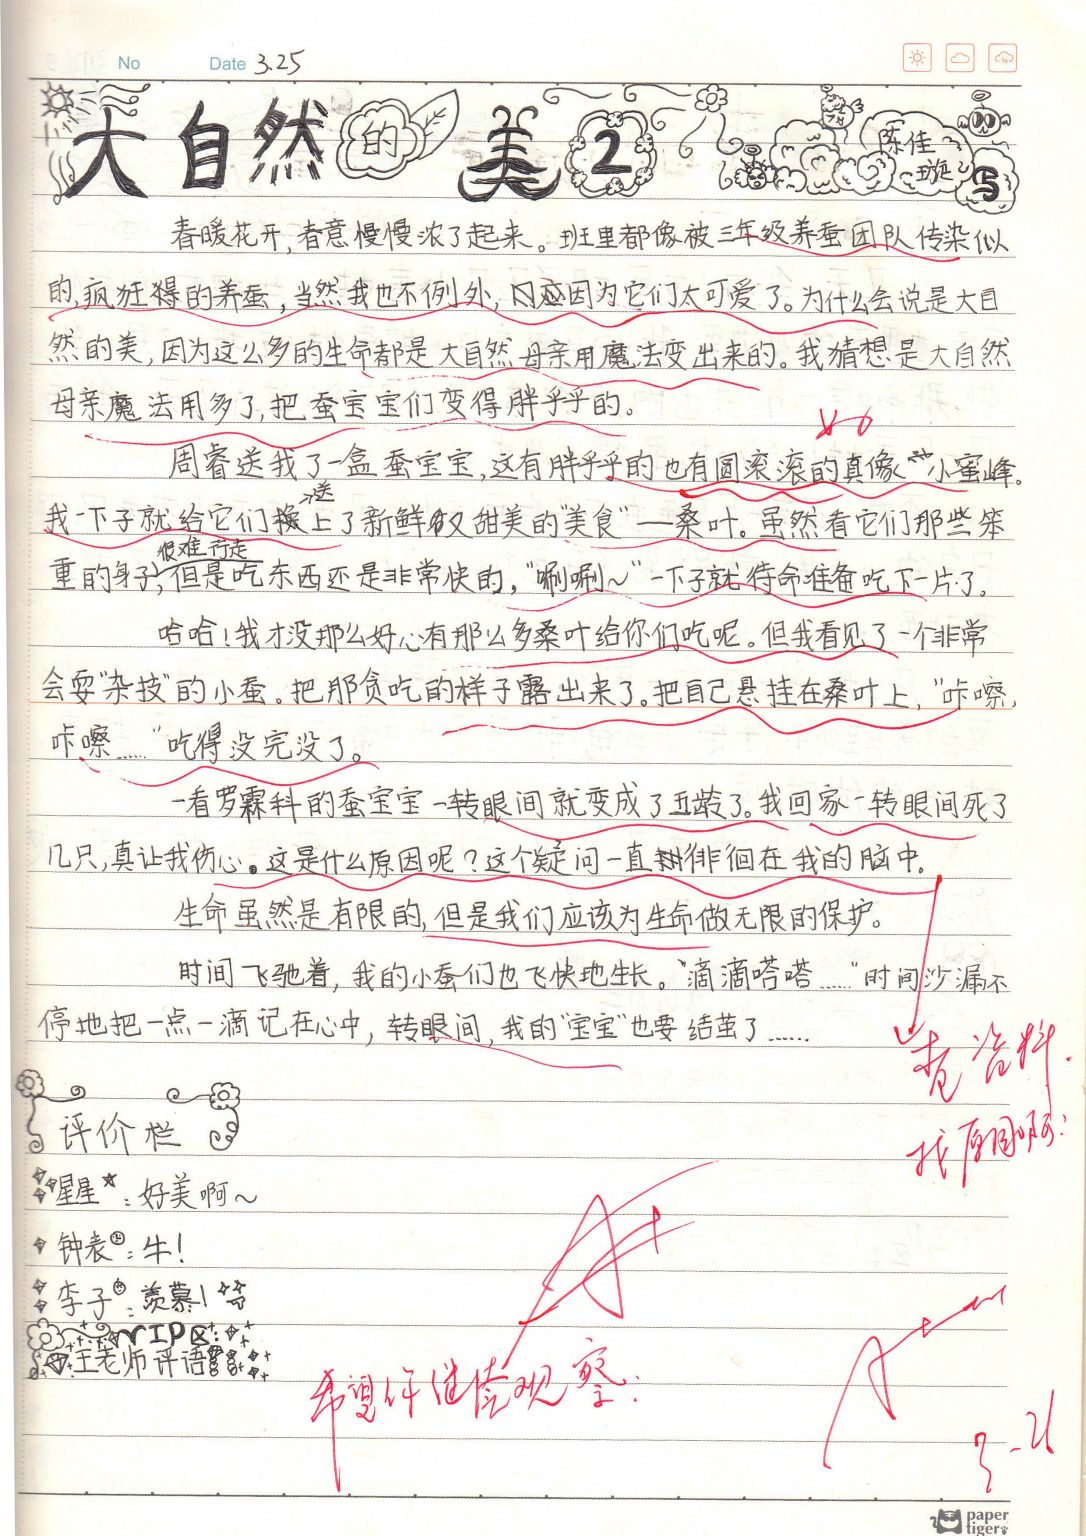 No Date 3.25
大自然的美2 陈佳璇写
春暖花开，春意慢慢浓了起来。班里都像被三年级养蚕团队传染似
的，疯狂得的养蚕，当然我也不例外，因为它们太可爱了。为什么会说是大自
然的美，因为这么多的生命都是大自然母亲用魔法变出来的。我猜想是大自然
母亲魔法用多了，把蚕宝宝们变得胖乎乎的。
周睿送我了一盒蚕宝宝，这有胖乎乎的也有圆滚滚的真像小蜜蜂。
送
我一下子就给它们上了新鲜又甜美的“美食”——桑叶。虽然看它们那些笨
很难行走
重的身子，但是吃东西还是非常快的，“唰唰～”一下子就待命准备吃下一片了。
哈哈！我才没那么好心有那么多桑叶给你们吃呢。但我看见了一个非常
会耍“杂技”的小蚕。把那贪吃的样子露出来了。把自己悬挂在桑叶上，“咔嚓，
咔嚓……”吃得没完没了。
一看罗霖科的蚕宝宝一转眼间就变成了五龄了。我回家一转眼间死了
几只，真让我伤心。这是什么原因呢？这个疑问一直徘徊在我的脑中。
生命虽然是有限的，但是我们应该为生命做无限的保护。
时间飞驰着，我的小蚕们也飞快地生长。“滴滴嗒嗒……”时间沙漏不
停地把一点一滴记在心中，转眼间，我的“宝宝”也要结茧了……
查资料.
找原因啊：
评价栏
星星：好美啊～
钟表：牛！
李子：羡慕！
VIP区：
王老师评语
A+
希望你继续观察：
A+
paper
tiger